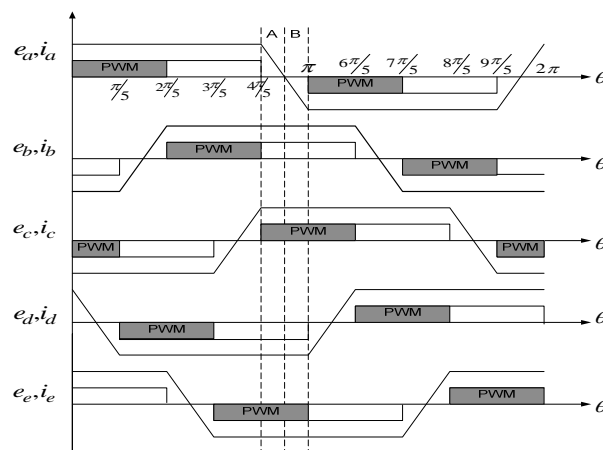 A B
e_a,i_a
PWM
π/5 2π/5 3π/5 4π/5
π 6π/5 7π/5 8π/5 9π/5 2π
PWM
θ
e_b,i_b
PWM
PWM
θ
e_c,i_c
PWM
PWM
PWM
θ
e_d,i_d
PWM
PWM
θ
e_e,i_e
PWM
PWM
θ